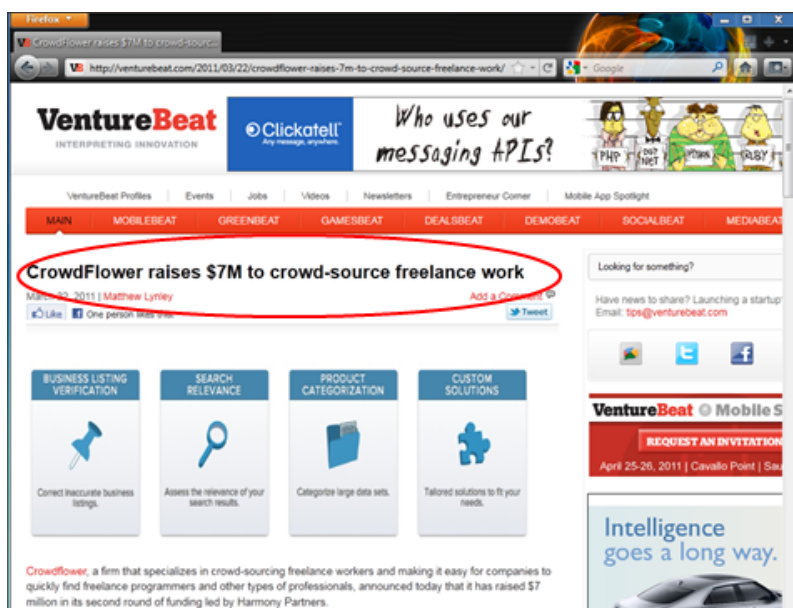 Firefox
CrowdFlower raises $7M to crowd-sourc...
VB http://venturebeat.com/2011/03/22/crowdflower-raises-7m-to-crowd-source-freelance-work/
Google
VentureBeat
INTERPRETING INNOVATION
Clickatell
Any message, anywhere.
Who uses our
messaging APIs?
PHP
DOT NET
PYTHON
RUBY
VentureBeat Profiles Events Jobs Videos Newsletters Entrepreneur Corner Mobile App Spotlight
MAIN MOBILEBEAT GREENBEAT GAMESBEAT DEALSBEAT DEMOBEAT SOCIALBEAT MEDIABEAT
CrowdFlower raises $7M to crowd-source freelance work
March 22, 2011 | Matthew Lynley
Add a Comment
Like One person likes this.
Tweet
Looking for something?
Have news to share? Launching a startup
Email: tips@venturebeat.com
BUSINESS LISTING
VERIFICATION
Correct inaccurate business
listings.
SEARCH
RELEVANCE
Assess the relevance of your
search results.
PRODUCT
CATEGORIZATION
Categorize large data sets.
CUSTOM
SOLUTIONS
Tailored solutions to fit your
needs.
VentureBeat Mobile S
REQUEST AN INVITATION
April 25-26, 2011 | Cavallo Point | Sau
Intelligence
goes a long way.
Crowdflower, a firm that specializes in crowd-sourcing freelance workers and making it easy for companies to
quickly find freelance programmers and other types of professionals, announced today that it has raised $7
million in its second round of funding led by Harmony Partners.